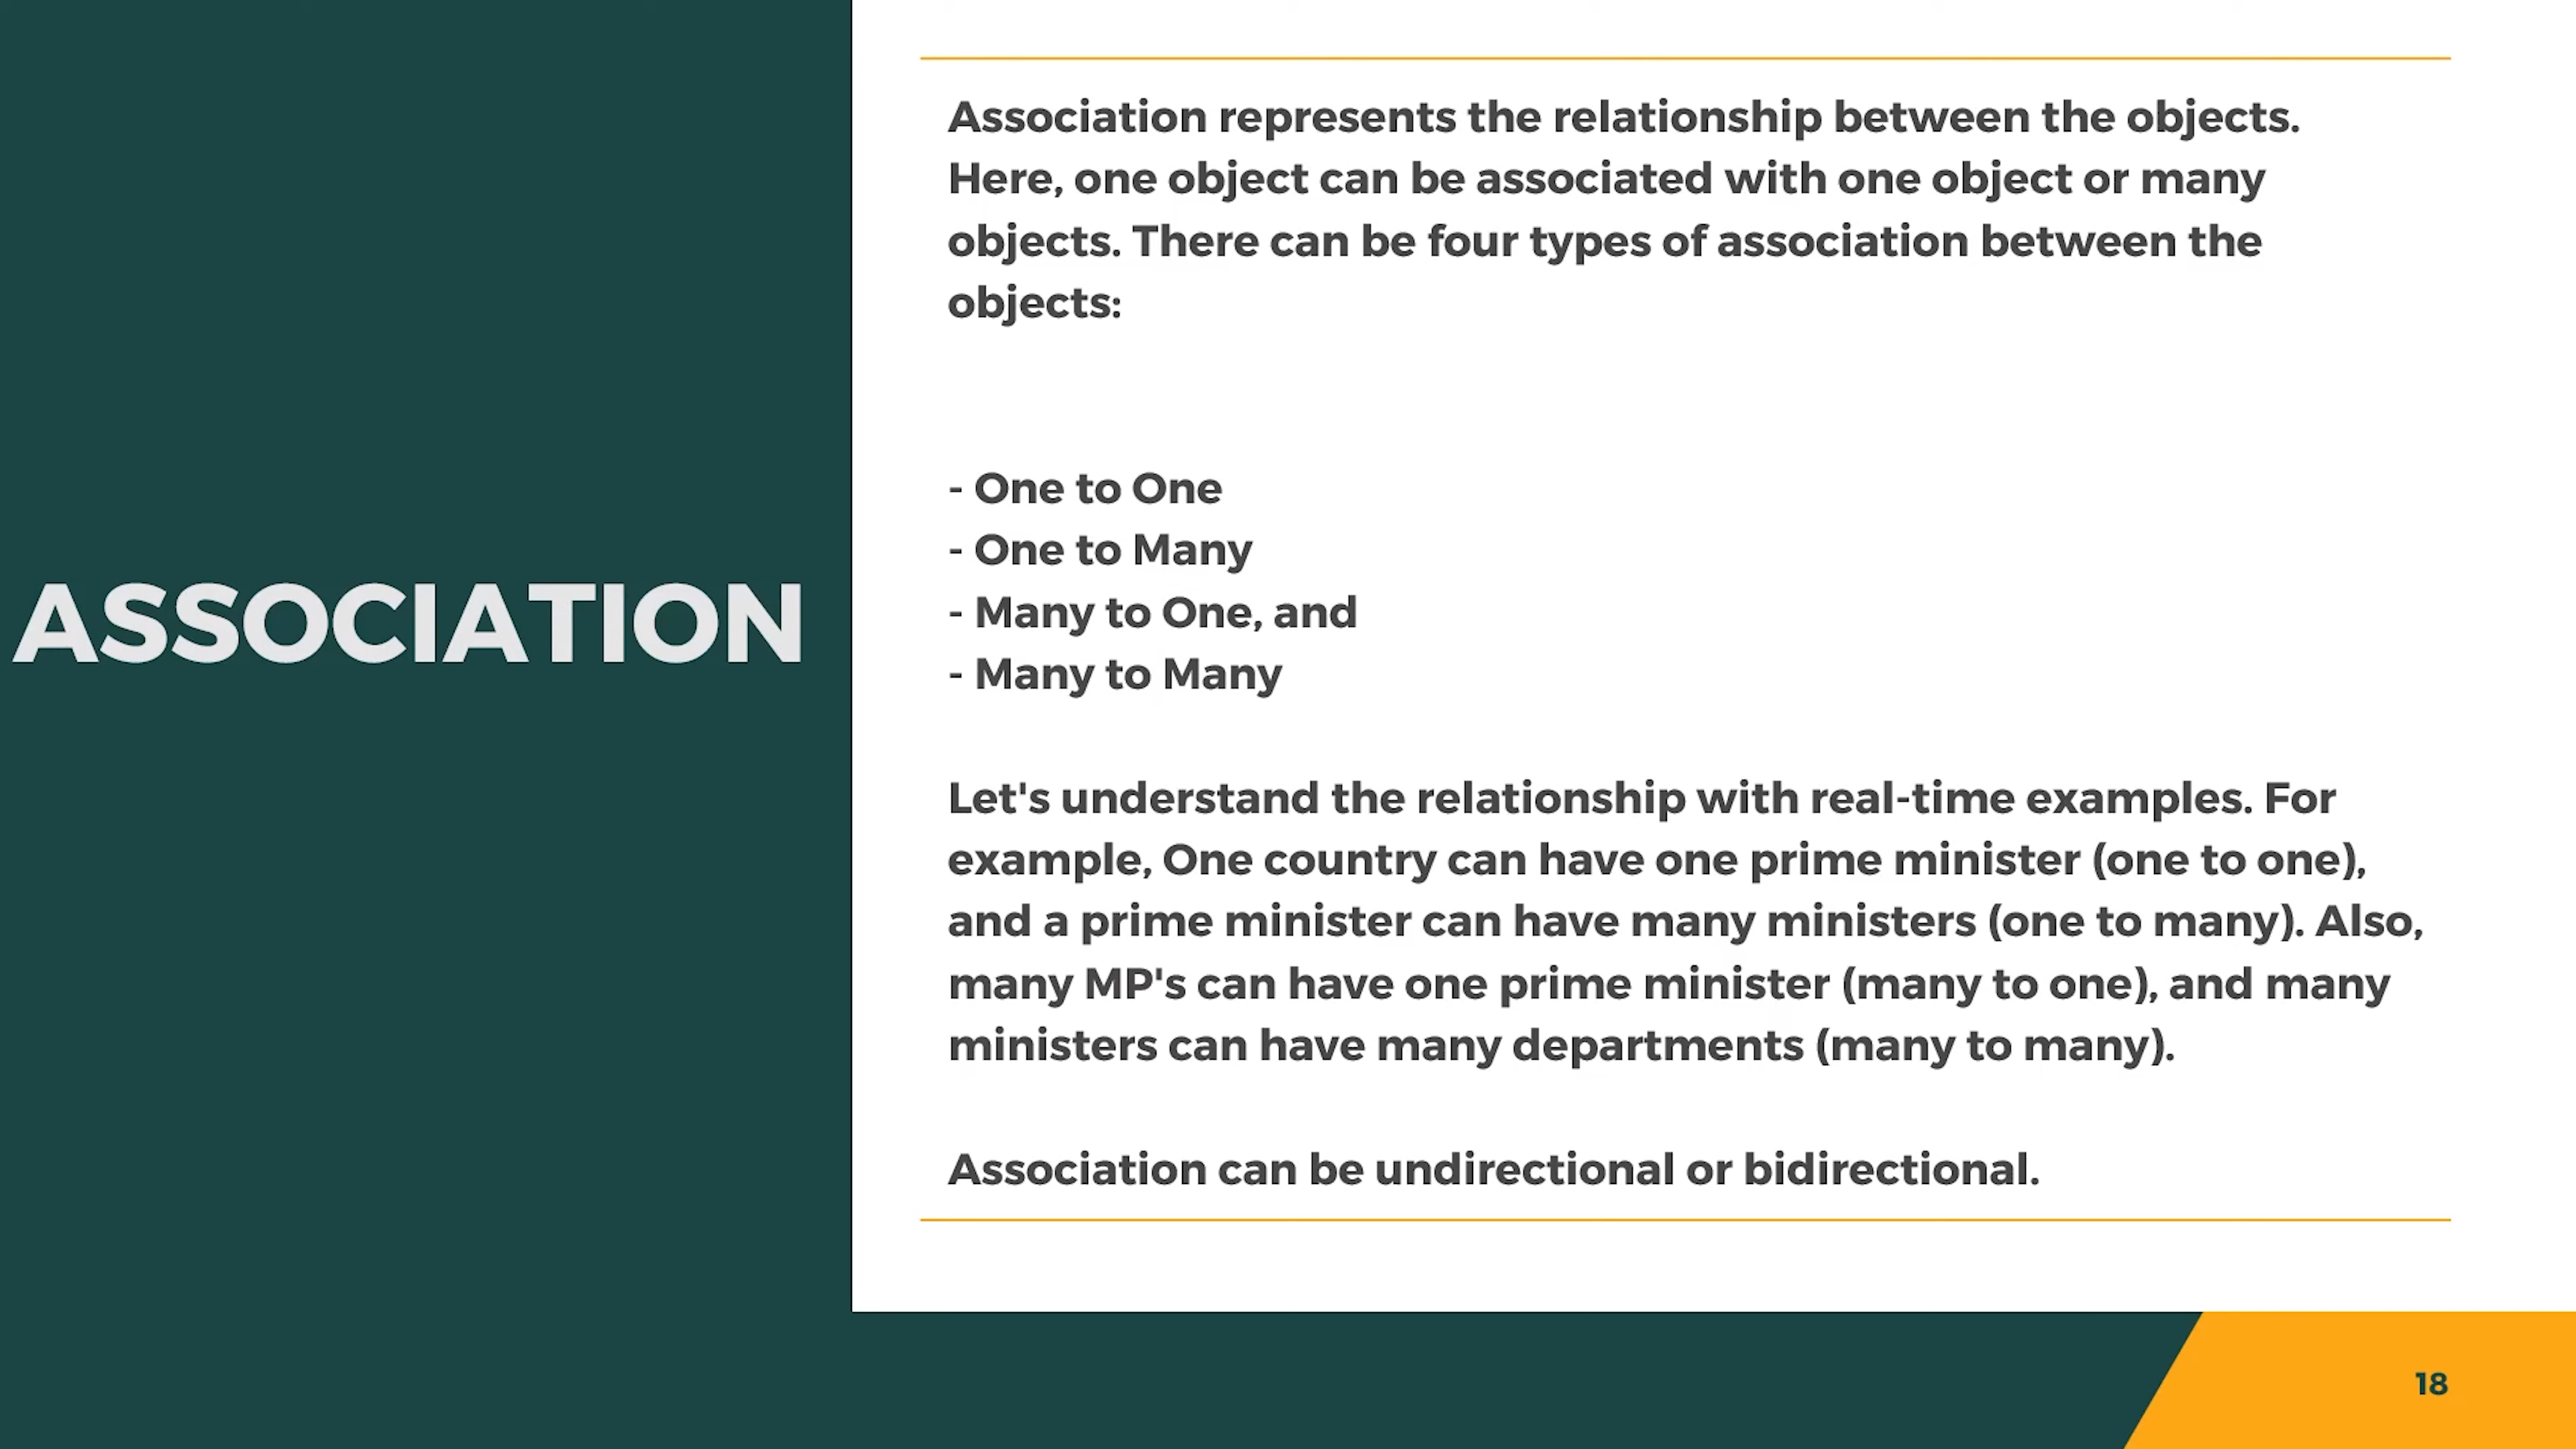 ASSOCIATION
Association represents the relationship between the objects.
Here, one object can be associated with one object or many
objects. There can be four types of association between the
objects:
- One to One
- One to Many
- Many to One, and
- Many to Many
Let's understand the relationship with real-time examples. For
example, One country can have one prime minister (one to one),
and a prime minister can have many ministers (one to many). Also,
many MP's can have one prime minister (many to one), and many
ministers can have many departments (many to many).
Association can be undirectional or bidirectional.
18